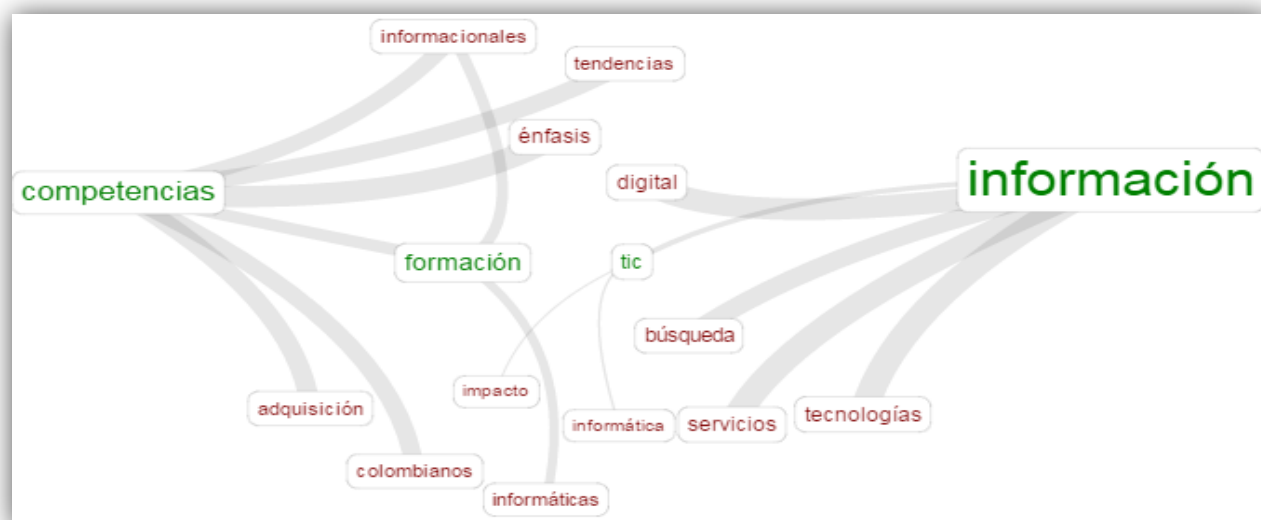 informacionales
tendencias
énfasis
competencias
digital
información
formación
tic
búsqueda
impacto
adquisición
informática
servicios
tecnologías
colombianos
informáticas